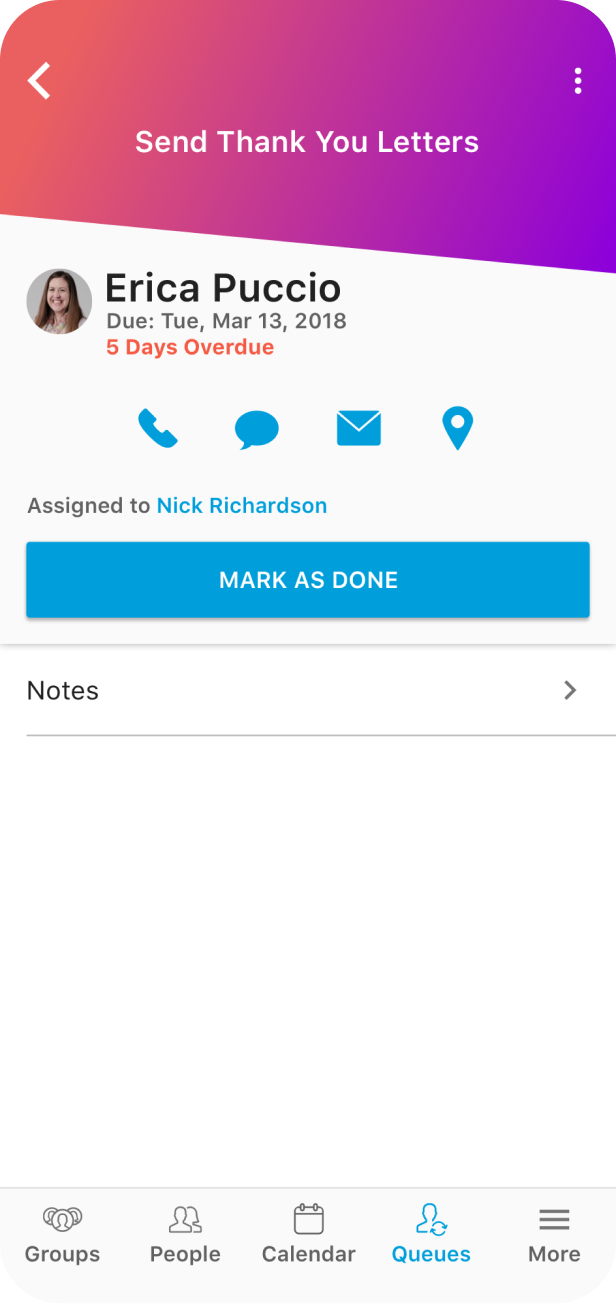 Send Thank You Letters
Erica Puccio
Due: Tue, Mar 13, 2018
5 Days Overdue
Assigned to Nick Richardson
MARK AS DONE
Notes
Groups People Calendar Queues More